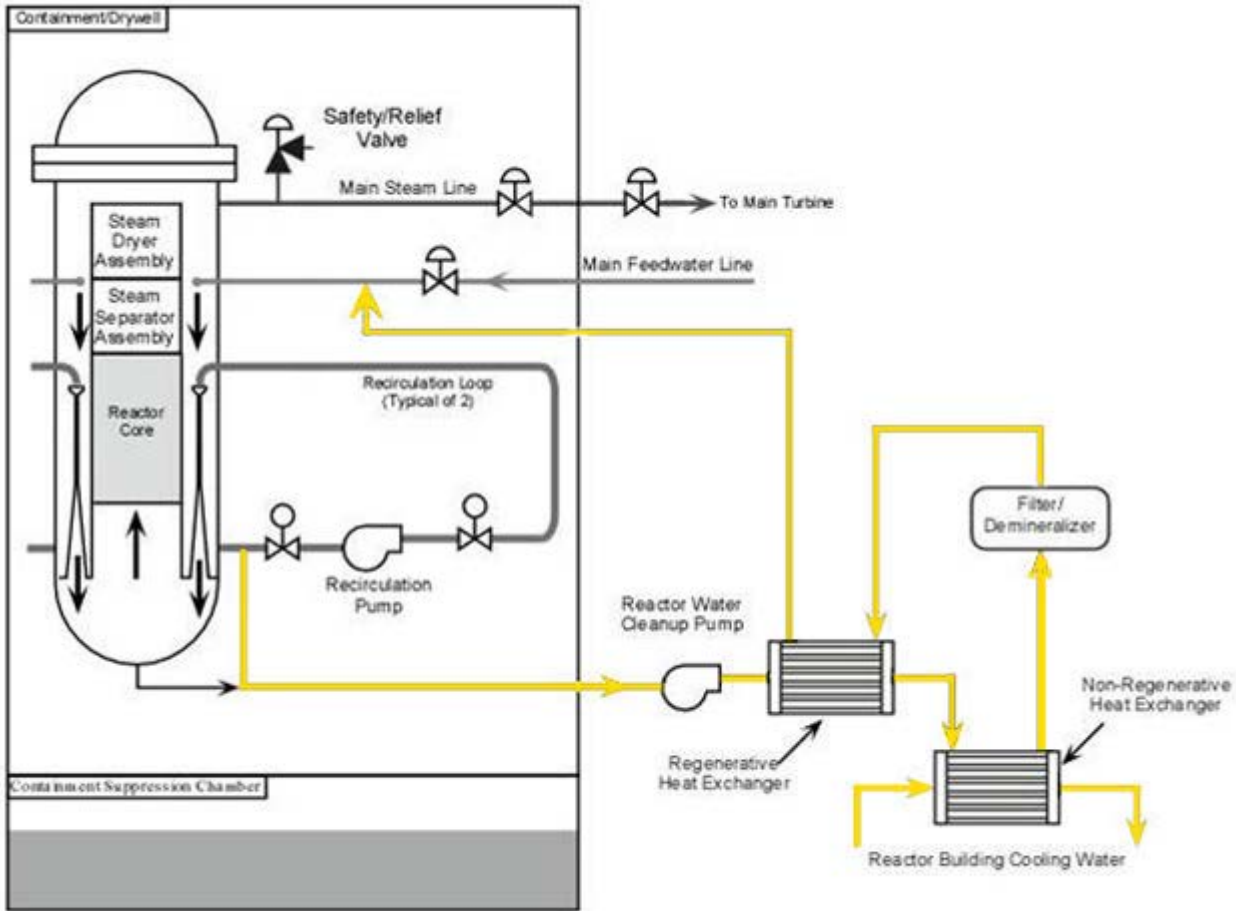 Containment/Drywell
Safety/Relief
Valve
Main Steam Line
To Main Turbine
Steam
Dryer
Assembly
Main Feedwater Line
Steam
Separator
Assembly
Recirculation Loop
(Typical of 2)
Reactor
Core
Filter/
Demineralizer
Recirculation
Pump
Reactor Water
Cleanup Pump
Non-Regenerative
Heat Exchanger
Regenerative
Heat Exchanger
Containment Suppression Chamber
Reactor Building Cooling Water